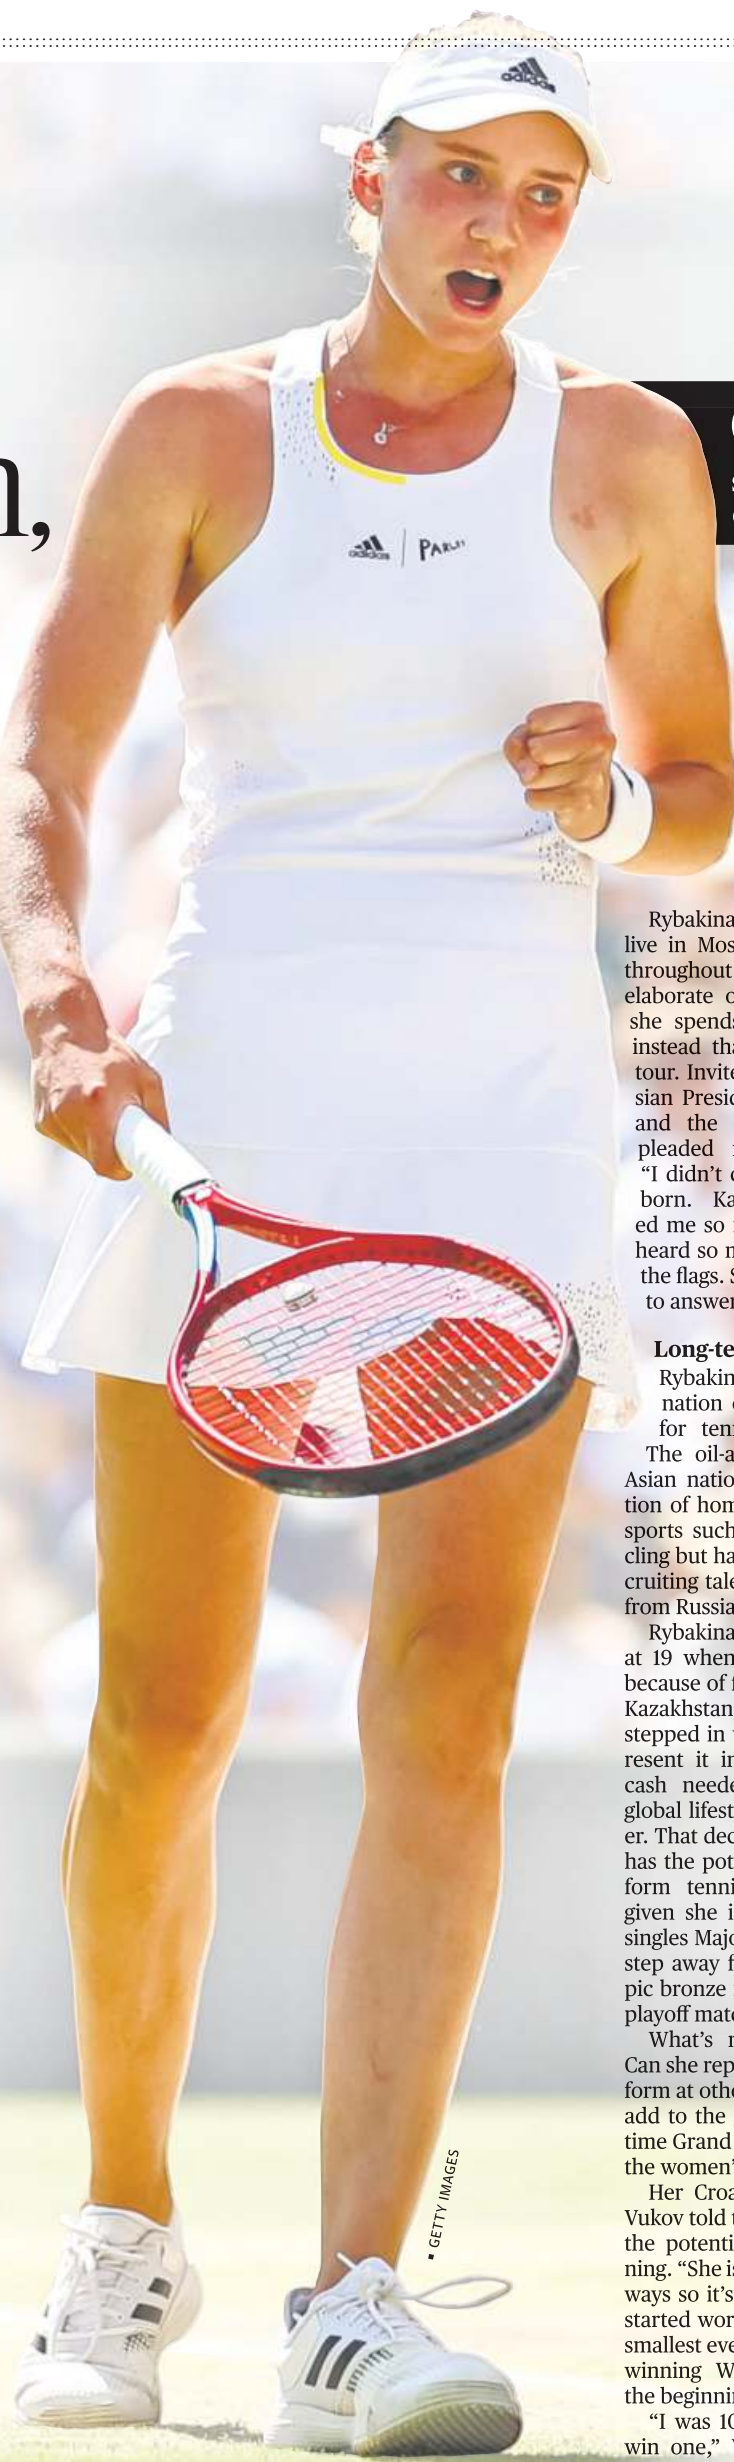 adidas
n,
adidas
Rybakina
live in Mos
throughout
elaborate o
she spends
instead tha
tour. Invite
sian Presid
and the
pleaded
“I didn’t c
born. Ka
ed me so
heard so n
the flags. S
to answer
Long-te
Rybakin
nation
for ten
The oil-a
Asian natio
tion of hom
sports such
cling but ha
cruiting tale
from Russia
Rybakina
at 19 when
because of f
Kazakhstan
stepped in
resent it in
cash neede
global lifest
er. That dec
has the pot
form tenni
given she i
singles Majo
step away f
pic bronze
playoff mate
What’s n
Can she rep
form at othe
add to the
time Grand
the women’
GETTY IMAGES
Her Croa
Vukov told t
the potenti
ning. “She is
ways so it’s
started wor
smallest eve
winning W
the beginnin
“I was 10
win one,”